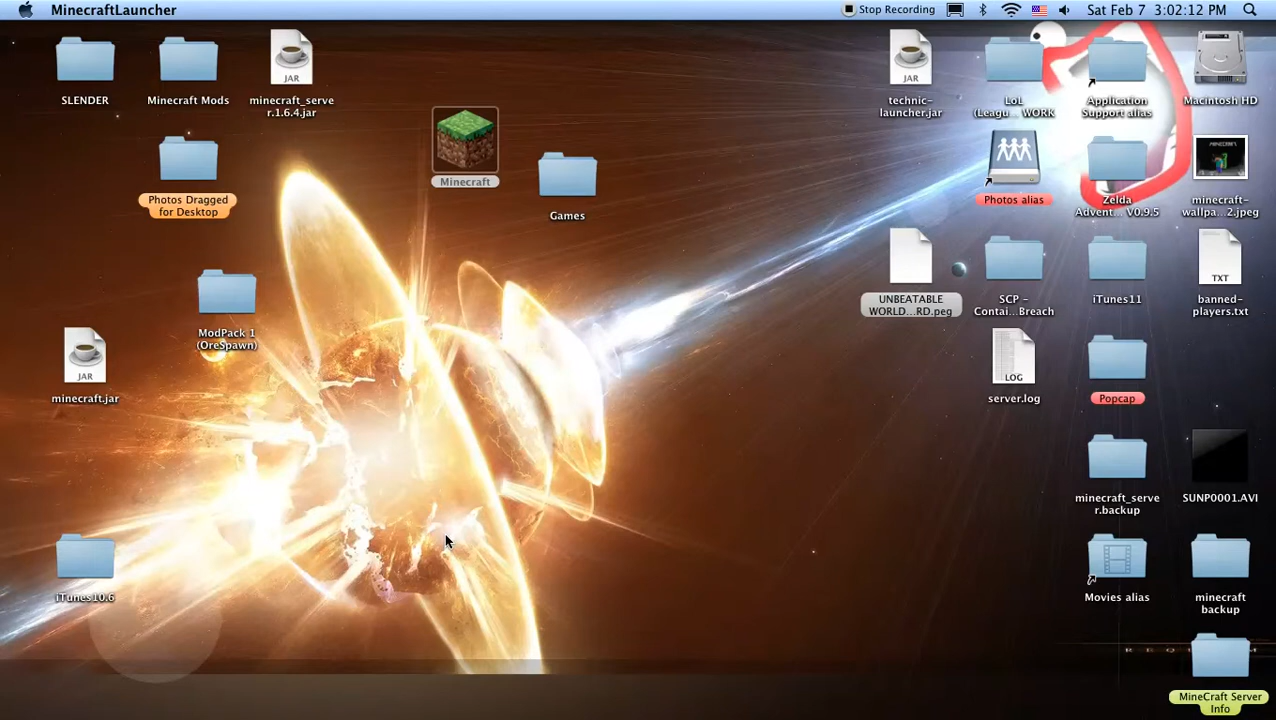 MinecraftLauncher
Stop Recording
Sat Feb 7 3:02:12 PM
SLENDER
Minecraft Mods
JAR
minecraft_serve
r.1.6.4.jar
Minecraft
Games
Photos Dragged
for Desktop
ModPack 1
(OreSpawn)
JAR
minecraft.jar
iTunes10.6
JAR
technic-
launcher.jar
LoL
(Leagu... WORK
Application
Support alias
Macintosh HD
Photos alias
Zelda
Advent... V0.9.5
MINECRAFT
minecraft-
wallpa...2.jpeg
UNBEATABLE
WORLD...RD.peg
SCP -
Contai...Breach
iTunes11
TXT
banned-
players.txt
LOG
server.log
Popcap
minecraft_serve
r.backup
SUNP0001.AVI
Movies alias
minecraft
backup
MineCraft Server
Info